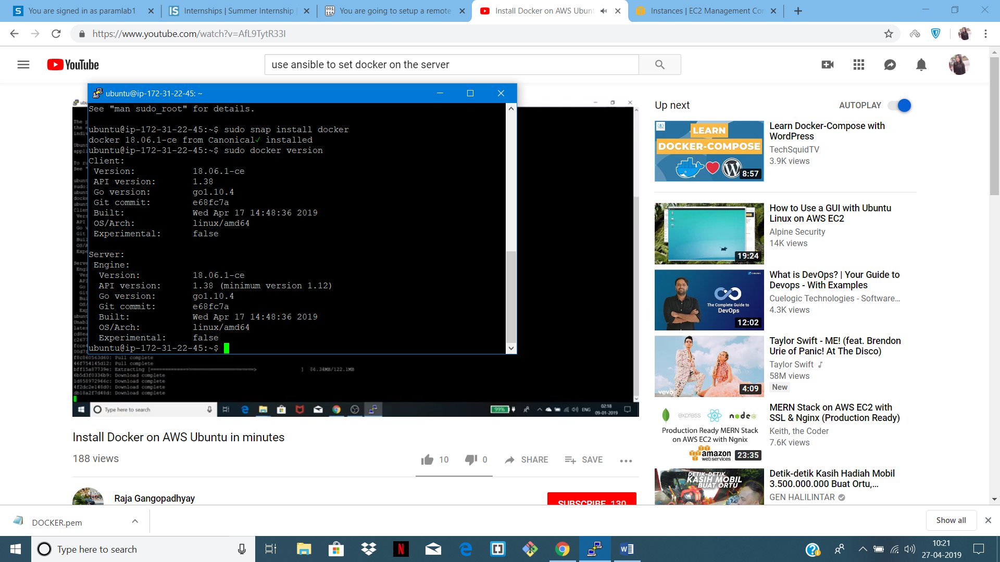 You are signed in as paramlab1
Internships | Summer Internship
You are going to setup a remote
Install Docker on AWS Ubunt
Instances | EC2 Management Cor
https://www.youtube.com/watch?v=AfL9TytR33I
YouTube
use ansible to set docker on the server
ubuntu@ip-172-31-22-45: ~
See "man sudo_root" for details.
ubuntu@ip-172-31-22-45:~$ sudo snap install docker
docker 18.06.1-ce from Canonical✓ installed
ubuntu@ip-172-31-22-45:~$ sudo docker version
Client:
Version: 18.06.1-ce
API version: 1.38
Go version: go1.10.4
Git commit: e68fc7a
Built: Wed Apr 17 14:48:36 2019
OS/Arch: linux/amd64
Experimental: false
Server:
Engine:
Version: 18.06.1-ce
API version: 1.38 (minimum version 1.12)
Go version: go1.10.4
Git commit: e68fc7a
Built: Wed Apr 17 14:48:36 2019
OS/Arch: linux/amd64
Experimental: false
ubuntu@ip-172-31-22-45:~$
f8c860563d60: Pull complete
46f754145d12: Pull complete
bff15a87739e: Extracting [=====> ] 86.34MB/122.1MB
6b5d3f0336b9: Download complete
1d858972966c: Download complete
4f2dc2e148d0: Download complete
db18a2f7d48d: Download complete
Type here to search
99%
ENG
02:18
09-01-2019
Install Docker on AWS Ubuntu in minutes
188 views
10
0
SHARE
SAVE
Raja Gangopadhyay
SUBSCRIBE 130
Up next
AUTOPLAY
LEARN
DOCKER-COMPOSE
8:57
Learn Docker-Compose with
WordPress
TechSquidTV
3.9K views
19:24
How to Use a GUI with Ubuntu
Linux on AWS EC2
Alpine Security
14K views
The Complete Guide to
DevOps
12:02
What is DevOps? | Your Guide to
Devops - With Examples
Cuelogic Technologies - Software...
4.3K views
vevo
4:09
Taylor Swift - ME! (feat. Brendon
Urie of Panic! At The Disco)
Taylor Swift
58M views
New
express
node
Production Ready MERN Stack
on AWS EC2 with Ngnix
amazon
web services
23:35
MERN Stack on AWS EC2 with
SSL & Nginx (Production Ready)
Keith, the Coder
7.6K views
DETIK-DETIK
KASIH MOBIL
BUAT ORTU
Detik-detik Kasih Hadiah Mobil
3.500.000.000 Buat Ortu,...
GEN HALILINTAR
DOCKER.pem
Show all
Type here to search
10:21
27-04-2019